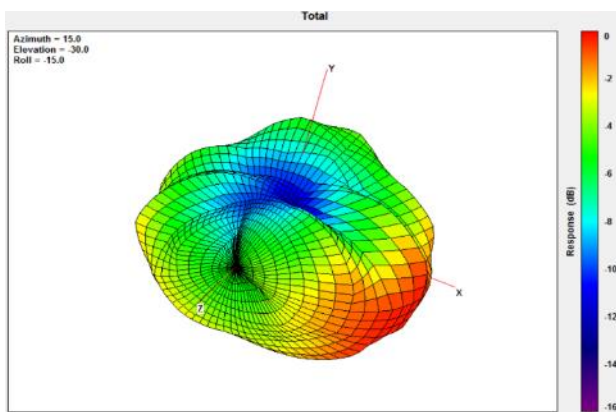 Total
Azimuth = 15.0
Elevation = -30.0
Roll = -15.0
Y
X
Z
0
-2
-4
-6
-8
-10
-12
-14
-16
Response (dB)